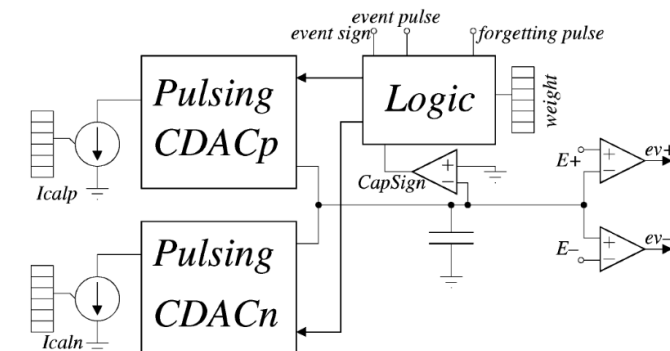 event pulse
event sign
forgetting pulse
Pulsing
CDACp
Logic
weight
Icalp
CapSign
+
−
E+
+
−
ev+
Pulsing
CDACn
E−
+
−
ev−
Icaln